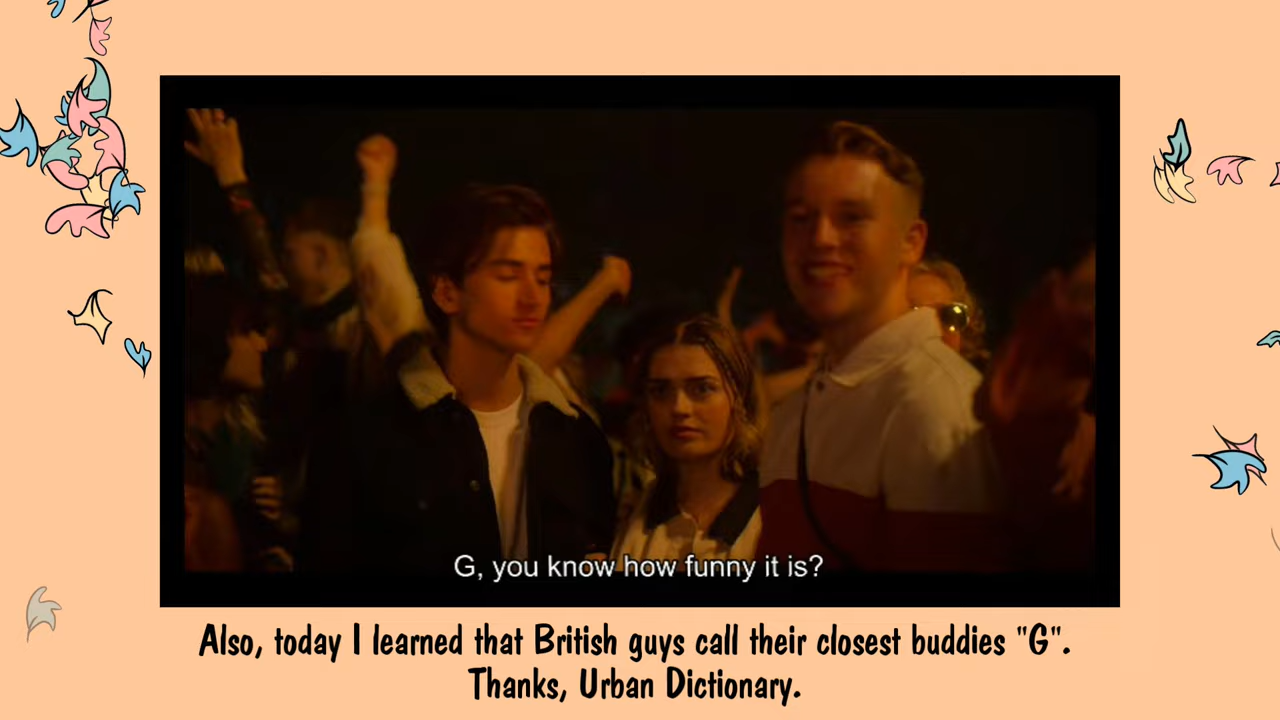 G, you know how funny it is?
Also, today I learned that British guys call their closest buddies "G".
Thanks, Urban Dictionary.